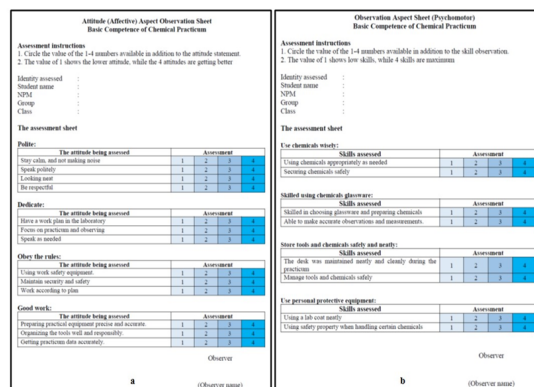 Attitude (Affective) Aspect Observation Sheet
Basic Competence of Chemical Practicum
Assessment instructions
1. Circle the value of the 1-4 numbers available in addition to the attitude statement.
2. The value of 1 shows the lower attitude, while the 4 attitudes are getting better
Identity assessed :
Student name :
NPM :
Group :
Class :
The assessment sheet
Polite:
The attitude being assessed Assessment
Stay calm, and not making noise 1 2 3 4
Speak politely 1 2 3 4
Looking neat 1 2 3 4
Be respectful 1 2 3 4
Dedicate:
The attitude being assessed Assessment
Have a work plan in the laboratory 1 2 3 4
Focus on practicum and observing 1 2 3 4
Speak as needed 1 2 3 4
Obey the rules:
The attitude being assessed Assessment
Using work safety equipment. 1 2 3 4
Maintain security and safety 1 2 3 4
Work according to plan 1 2 3 4
Good work:
The attitude being assessed Assessment
Preparing practical equipment precise and accurate. 1 2 3 4
Organizing the tools well and responsibly. 1 2 3 4
Getting practicum data accurately. 1 2 3 4
Observer
a
(Observer name)
Observation Aspect Sheet (Psychomotor)
Basic Competence of Chemical Practicum
Assessment instructions
1. Circle the value of the 1-4 numbers available in addition to the skill observation.
2. The value of 1 shows low skills, while 4 skills are maximum
Identity assessed :
Student name :
NPM :
Group :
Class :
The assessment sheet
Use chemicals wisely:
Skills assessed Assessment
Using chemicals appropriately as needed 1 2 3 4
Securing chemicals safely 1 2 3 4
Skilled using chemicals glassware:
Skills assessed Assessment
Skilled in choosing glassware and preparing chemicals 1 2 3 4
Able to make accurate observations and measurements. 1 2 3 4
Store tools and chemicals safely and neatly:
Skills assessed Assessment
The desk was maintained neatly and cleanly during the
practicum 1 2 3 4
Manage tools and chemicals safely 1 2 3 4
Use personal protective equipment:
Skills assessed Assessment
Using a lab coat neatly 1 2 3 4
Using safety property when handling certain chemicals 1 2 3 4
Observer
b
(Observer name)